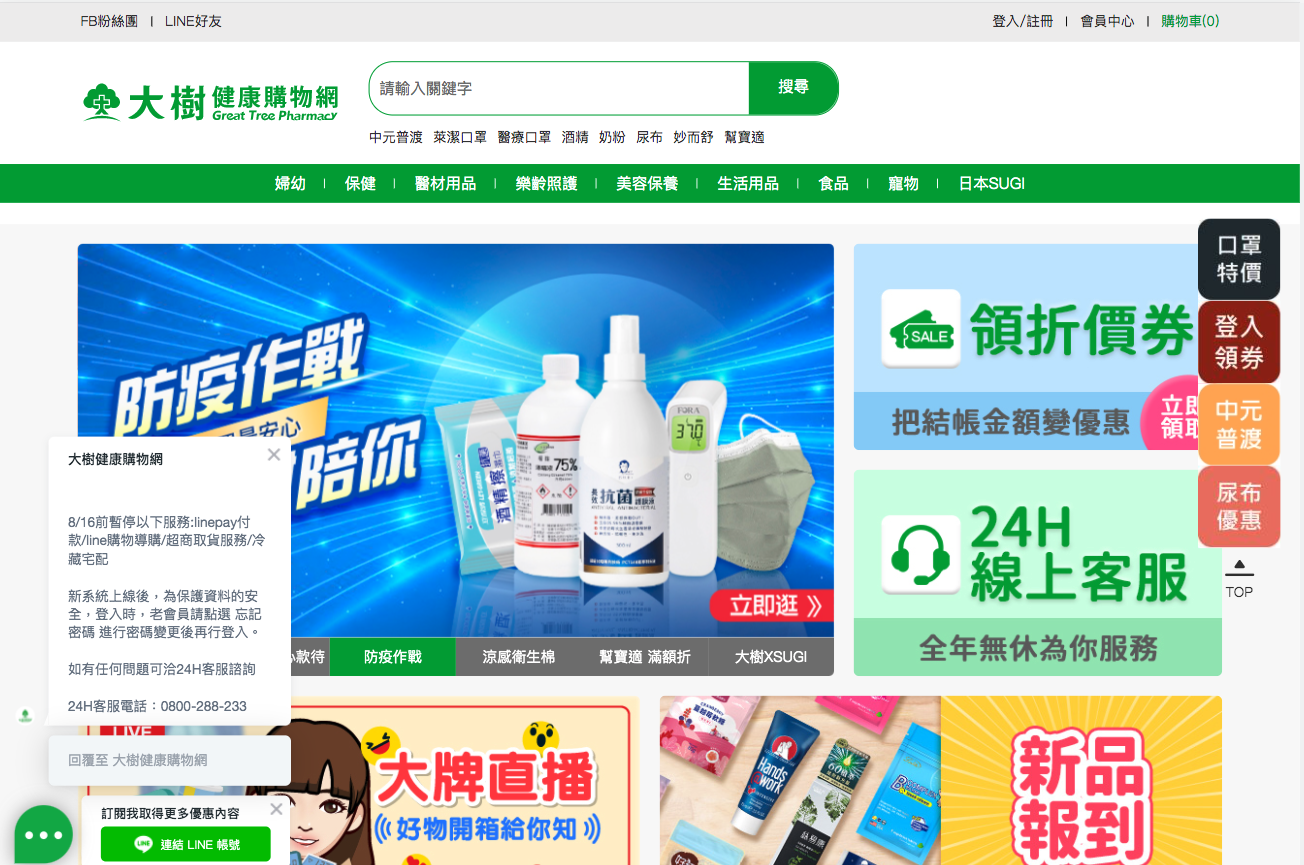 FB粉絲團 | LINE好友
登入/註冊 | 會員中心 | 購物車(0)
大樹健康購物網
Great Tree Pharmacy
請輸入關鍵字
搜尋
中元普渡 萊潔口罩 醫療口罩 酒精 奶粉 尿布 妙而舒 幫寶適
婦幼 | 保健 | 醫材用品 | 樂齡照護 | 美容保養 | 生活用品 | 食品 | 寵物 | 日本SUGI
防疫作戰
陪你
酒精擦
75%
長效抗菌
FORA
37.0
立即逛 》
款待
防疫作戰
涼感衛生棉
幫寶適 滿額折
大樹XSUGI
SALE
領折價券
把結帳金額變優惠
24H
線上客服
全年無休為你服務
口罩
特價
登入
領券
中元
普渡
尿布
優惠
TOP
大樹健康購物網
8/16前暫停以下服務:linepay付
款/line購物導購/超商取貨服務/冷
藏宅配
新系統上線後，為保護資料的安
全，登入時，老會員請點選 忘記
密碼 進行密碼變更後再行登入。
如有任何問題可洽24H客服諮詢
24H客服電話：0800-288-233
回覆至 大樹健康購物網
訂閱我取得更多優惠內容
連結 LINE 帳號
LIVE
大牌直播
好物開箱給你知
Hands
@work
新品
報到